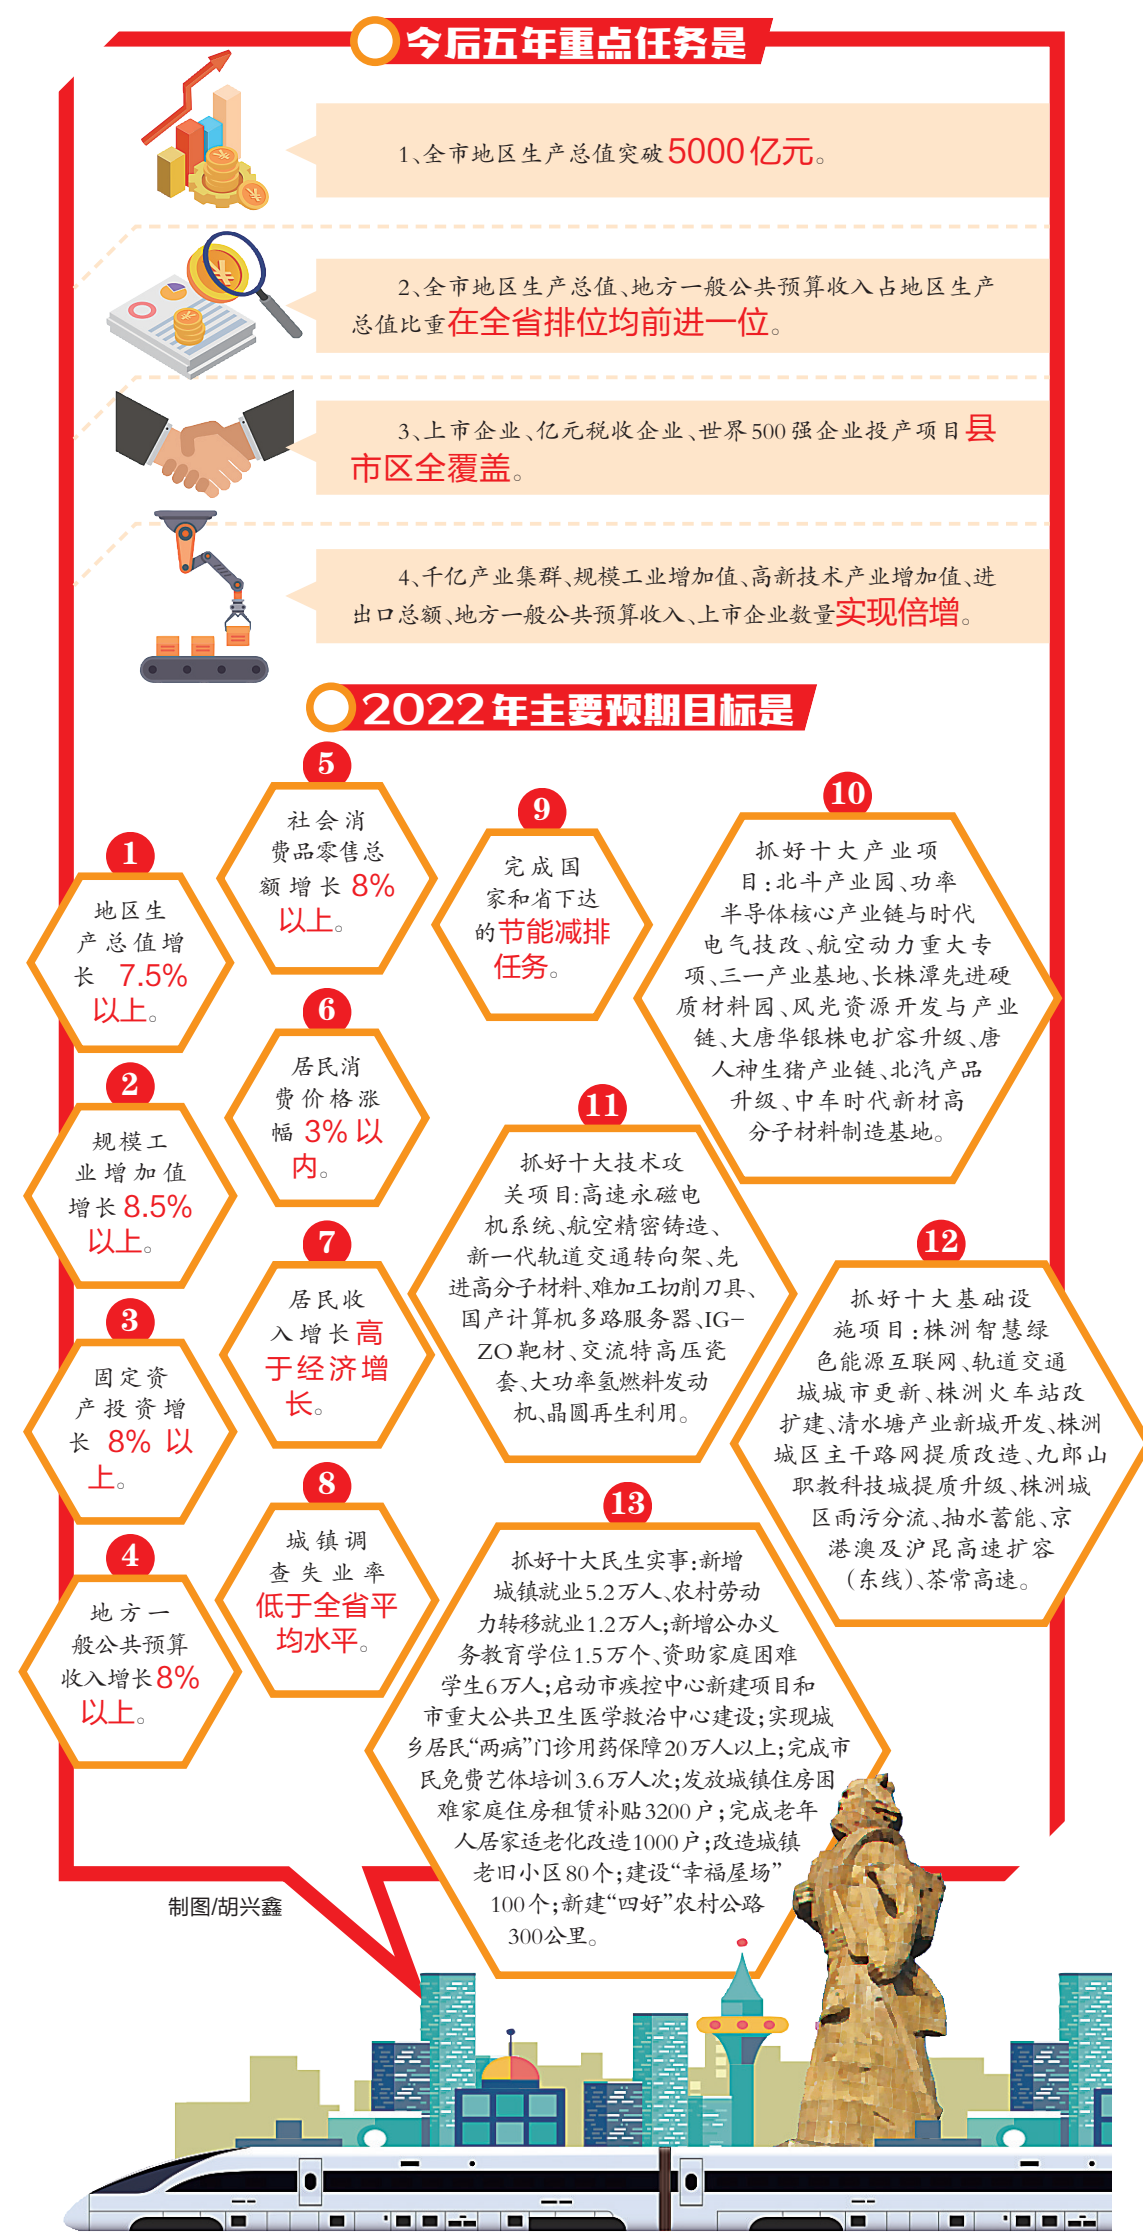 今后五年重点任务是
1、全市地区生产总值突破5000亿元。
2、全市地区生产总值、地方一般公共预算收入占地区生产
总值比重在全省排位均前进一位。
3、上市企业、亿元税收企业、世界500强企业投产项目县
市区全覆盖。
4、千亿产业集群、规模工业增加值、高新技术产业增加值、进
出口总额、地方一般公共预算收入、上市企业数量实现倍增。
2022年主要预期目标是
1
地区生
产总值增
长 7.5%
以上。
2
规模工
业增加值
增长8.5%
以上。
3
固定资
产投资增
长 8% 以
上。
4
地方一
般公共预算
收入增长8%
以上。
5
社会消
费品零售总
额增长 8%
以上。
6
居民消
费价格涨
幅 3% 以
内。
7
居民收
入增长高
于经济增
长。
8
城镇调
查失业率
低于全省平
均水平。
9
完成国
家和省下达
的节能减排
任务。
10
抓好十大产业项
目:北斗产业园、功率
半导体核心产业链与时代
电气技改、航空动力重大专
项、三一产业基地、长株潭先进硬
质材料园、风光资源开发与产业
链、大唐华银株电扩容升级、唐
人神生猪产业链、北汽产品
升级、中车时代新材高
分子材料制造基地。
11
抓好十大技术攻
关项目:高速永磁电
机系统、航空精密铸造、
新一代轨道交通转向架、先
进高分子材料、难加工切削刀具、
国产计算机多路服务器、IG-
ZO靶材、交流特高压瓷
套、大功率氢燃料发动
机、晶圆再生利用。
12
抓好十大基础设
施项目:株洲智慧绿
色能源互联网、轨道交通
城城市更新、株洲火车站改
扩建、清水塘产业新城开发、株洲
城区主干路网提质改造、九郎山
职教科技城提质升级、株洲城
区雨污分流、抽水蓄能、京
港澳及沪昆高速扩容
(东线)、茶常高速。
13
抓好十大民生实事:新增
城镇就业5.2万人、农村劳动
力转移就业1.2万人;新增公办义
务教育学位1.5万个、资助家庭困难
学生6万人;启动市疾控中心新建项目和
市重大公共卫生医学救治中心建设;实现城
乡居民“两病”门诊用药保障20万人以上;完成市
民免费艺体培训3.6万人次;发放城镇住房困
难家庭住房租赁补贴3200户;完成老年
人居家适老化改造1000户;改造城镇
老旧小区80个;建设“幸福屋场”
100个;新建“四好”农村公路
300公里。
制图/胡兴鑫